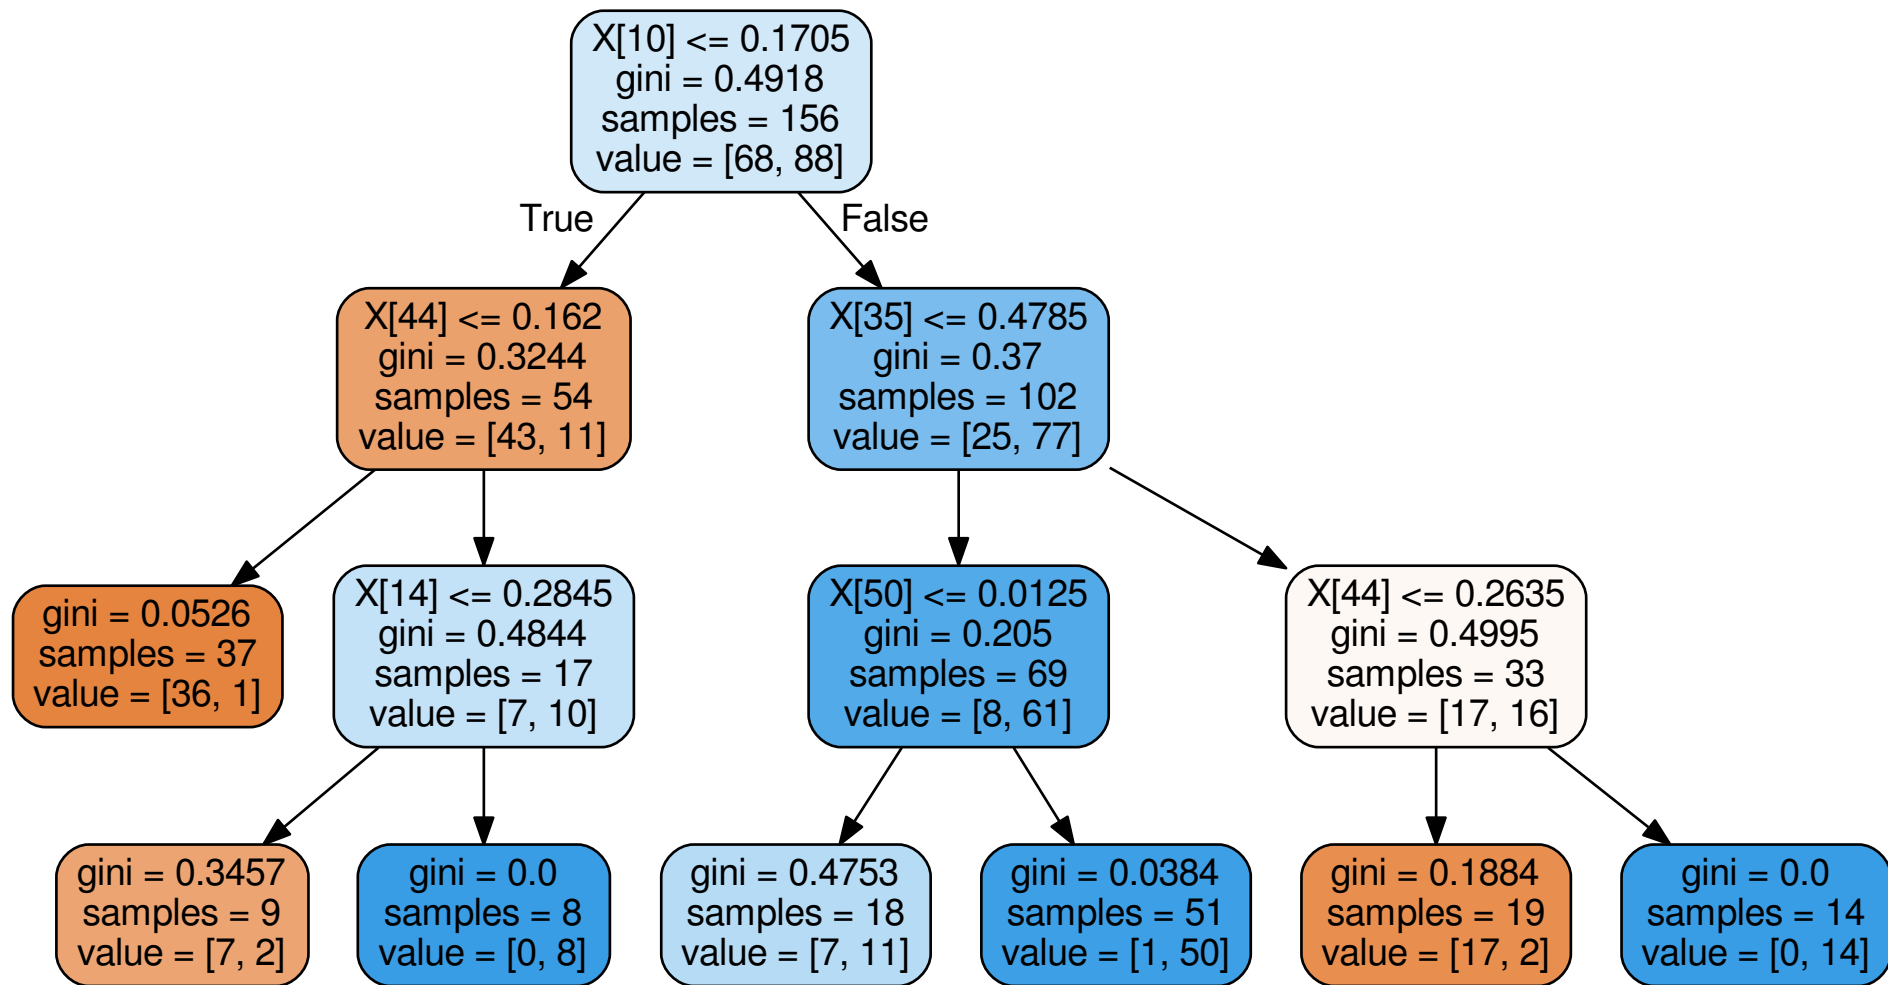 X[10] <= 0.1705
gini = 0.4918
samples = 156
value = [68, 88]
True
False
X[44] <= 0.162
gini = 0.3244
samples = 54
value = [43, 11]
X[35] <= 0.4785
gini = 0.37
samples = 102
value = [25, 77]
gini = 0.0526
samples = 37
value = [36, 1]
X[14] <= 0.2845
gini = 0.4844
samples = 17
value = [7, 10]
X[50] <= 0.0125
gini = 0.205
samples = 69
value = [8, 61]
X[44] <= 0.2635
gini = 0.4995
samples = 33
value = [17, 16]
gini = 0.3457
samples = 9
value = [7, 2]
gini = 0.0
samples = 8
value = [0, 8]
gini = 0.4753
samples = 18
value = [7, 11]
gini = 0.0384
samples = 51
value = [1, 50]
gini = 0.1884
samples = 19
value = [17, 2]
gini = 0.0
samples = 14
value = [0, 14]